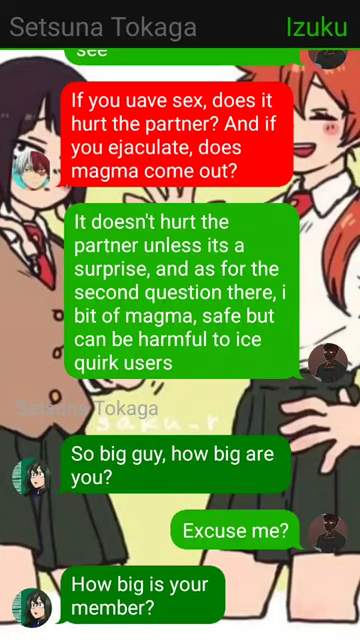 Setsuna Tokaga
Izuku
see
If you uave sex, does it
hurt the partner? And if
you ejaculate, does
magma come out?
It doesn't hurt the
partner unless its a
surprise, and as for the
second question there, i
bit of magma, safe but
can be harmful to ice
quirk users
Setsuna Tokaga
saku_r
So big guy, how big are
you?
Excuse me?
How big is your
member?